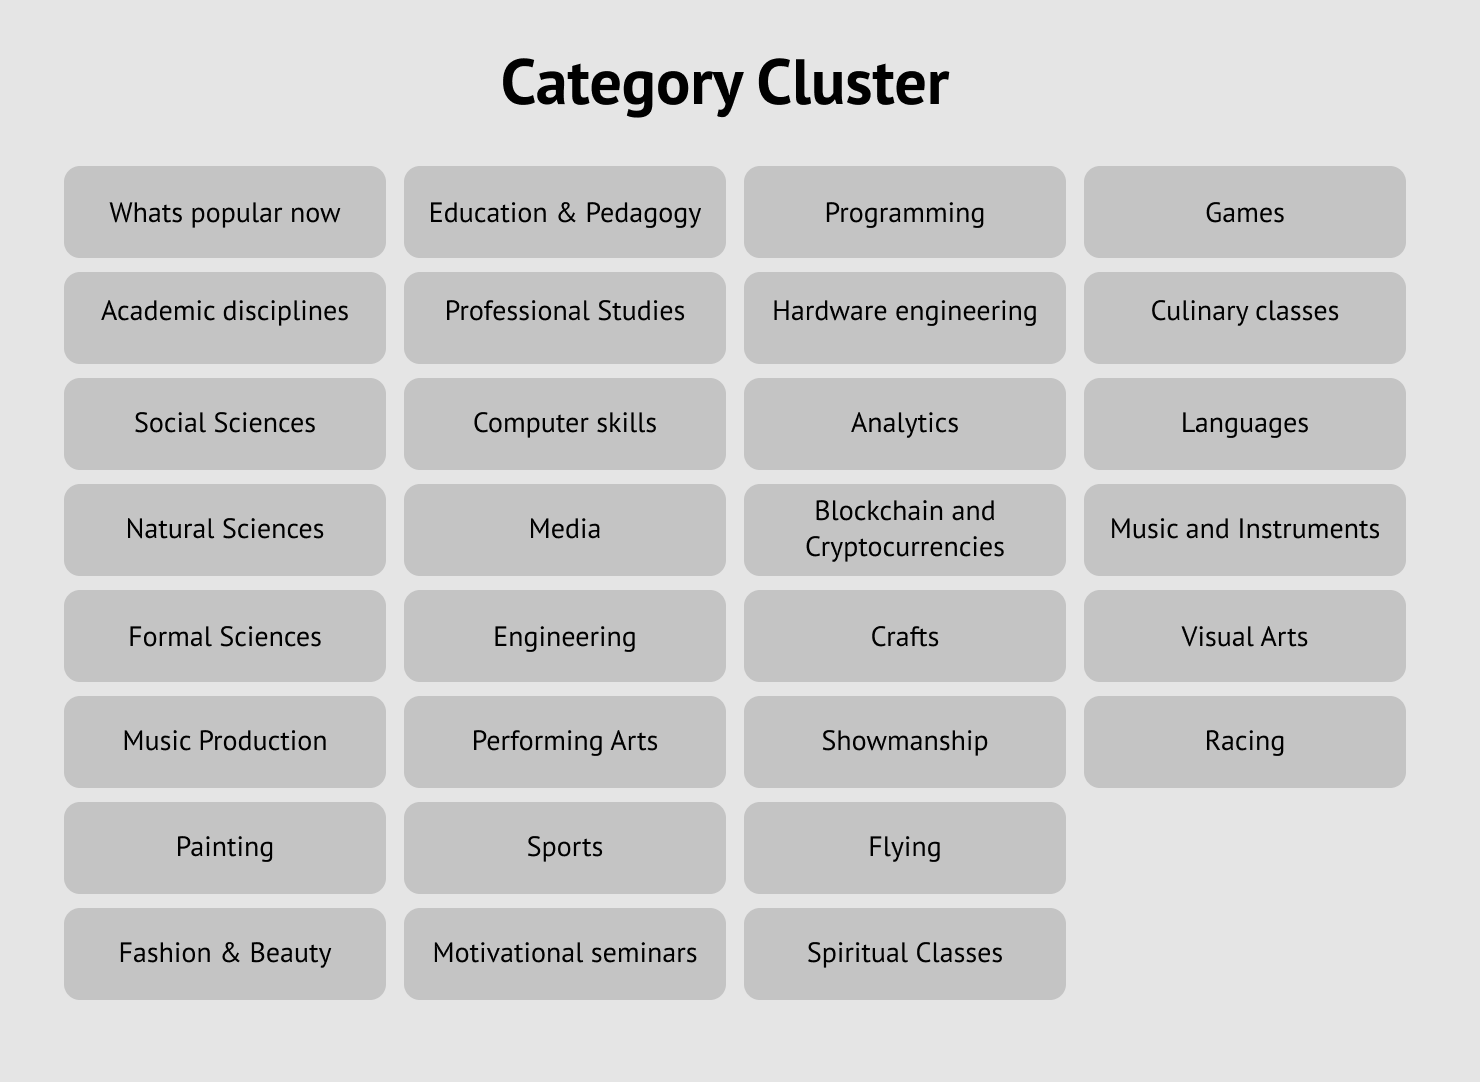 Category Cluster
Whats popular now
Education & Pedagogy
Programming
Games
Academic disciplines
Professional Studies
Hardware engineering
Culinary classes
Social Sciences
Computer skills
Analytics
Languages
Natural Sciences
Media
Blockchain and
Cryptocurrencies
Music and Instruments
Formal Sciences
Engineering
Crafts
Visual Arts
Music Production
Performing Arts
Showmanship
Racing
Painting
Sports
Flying
Fashion & Beauty
Motivational seminars
Spiritual Classes